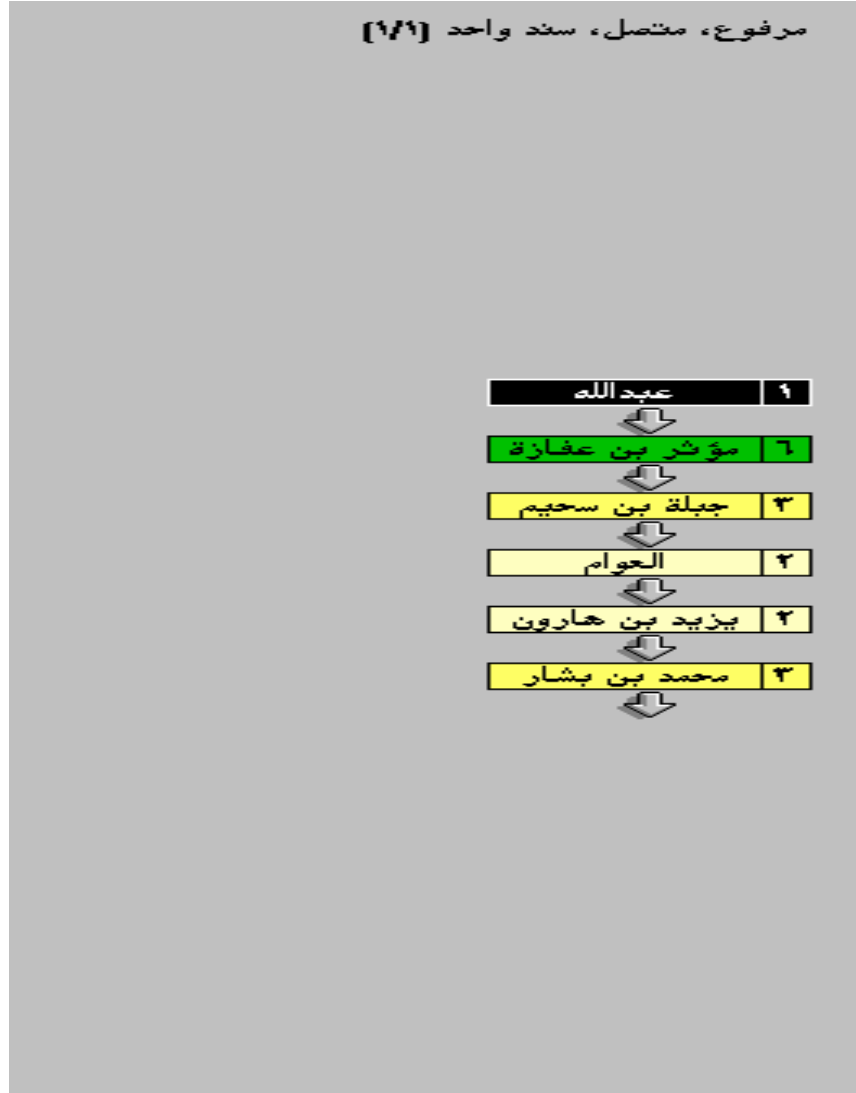 مرفوع، متصل، سند واحد [١/١]
١ عبدالله
٦ مؤثر بن عفازة
٣ جبلة بن سحيم
٢ العوام
٢ يزيد بن هارون
٣ محمد بن بشار